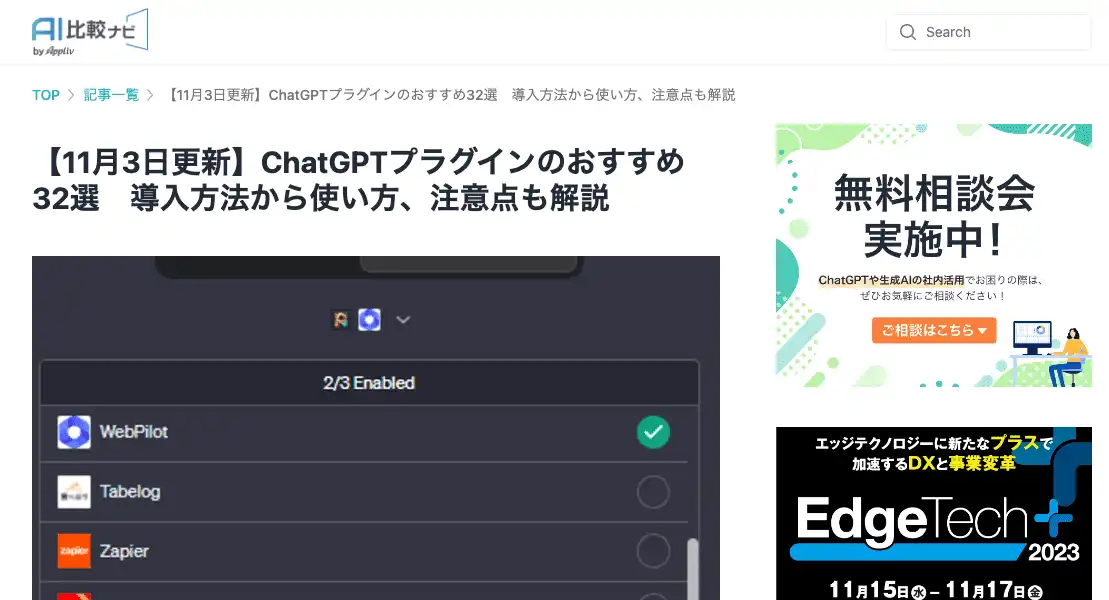 AI比較ナビ
by Appliv
Search
TOP
記事一覧
【11月3日更新】ChatGPTプラグインのおすすめ32選　導入方法から使い方、注意点も解説
【11月3日更新】ChatGPTプラグインのおすすめ
32選　導入方法から使い方、注意点も解説
2/3 Enabled
WebPilot
食べログ
Tabelog
zapier
Zapier
無料相談会
実施中!
ChatGPTや生成AIの社内活用でお困りの際は、
ぜひお気軽にご相談ください！
ご相談はこちら
エッジテクノロジーに新たなプラスで
加速するDXと事業変革
EdgeTech+
2023
11月15日水 – 11月17日金